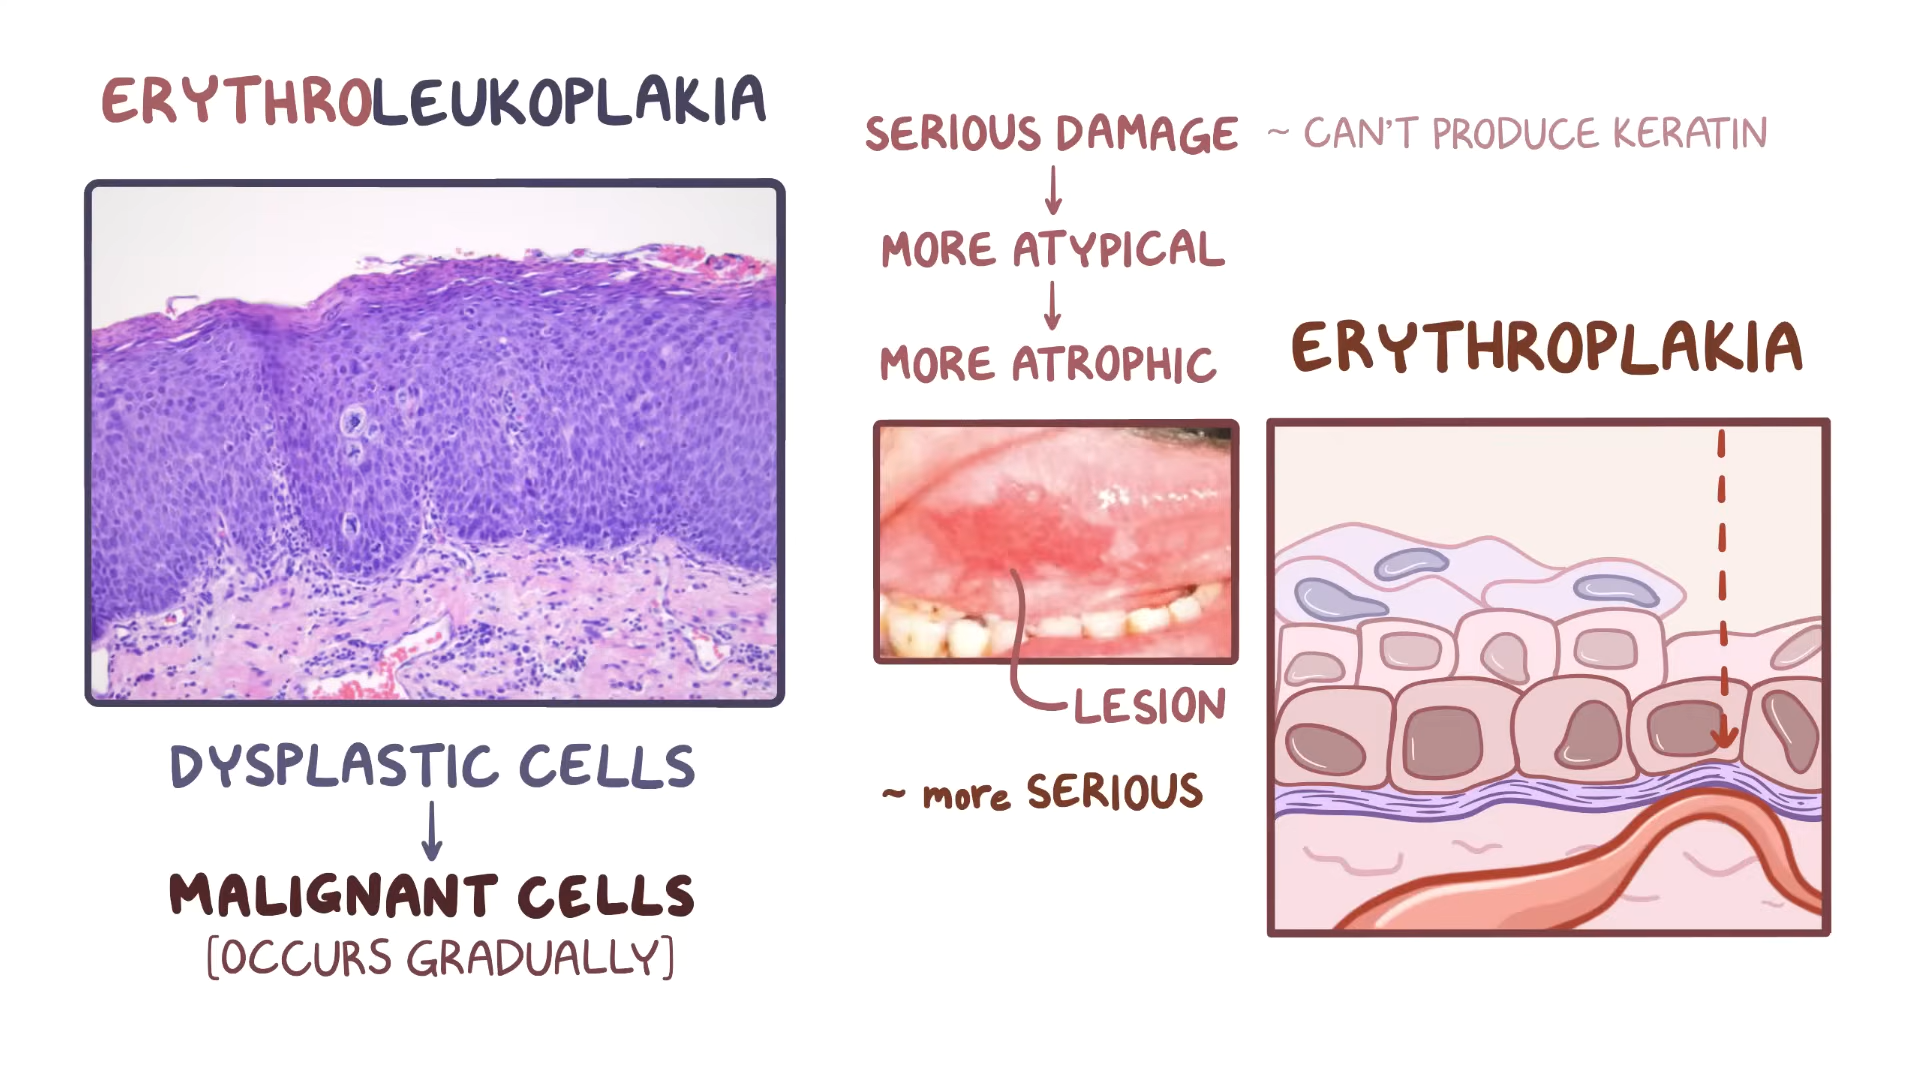 ERYTHROLEUKOPLAKIA
DYSPLASTIC CELLS
MALIGNANT CELLS
[OCCURS GRADUALLY]
SERIOUS DAMAGE ~ CAN'T PRODUCE KERATIN
MORE ATYPICAL
MORE ATROPHIC
LESION
~ more SERIOUS
ERYTHROPLAKIA